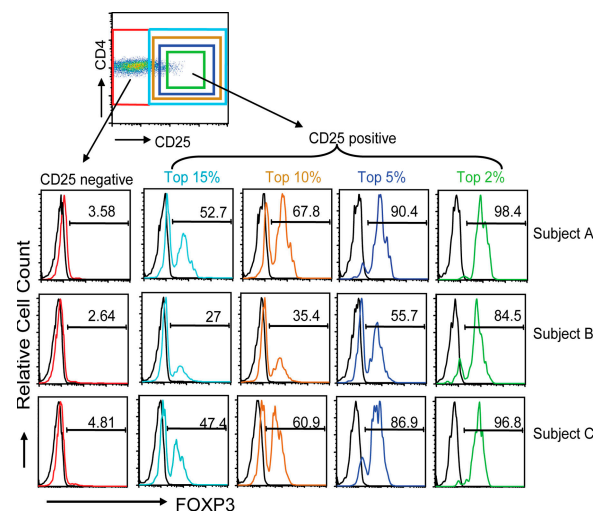 CD4
CD25
CD25 positive
CD25 negative
Top 15%
Top 10%
Top 5%
Top 2%
3.58
52.7
67.8
90.4
98.4
Subject A
2.64
27
35.4
55.7
84.5
Subject B
4.81
47.4
60.9
86.9
96.8
Subject C
Relative Cell Count
FOXP3